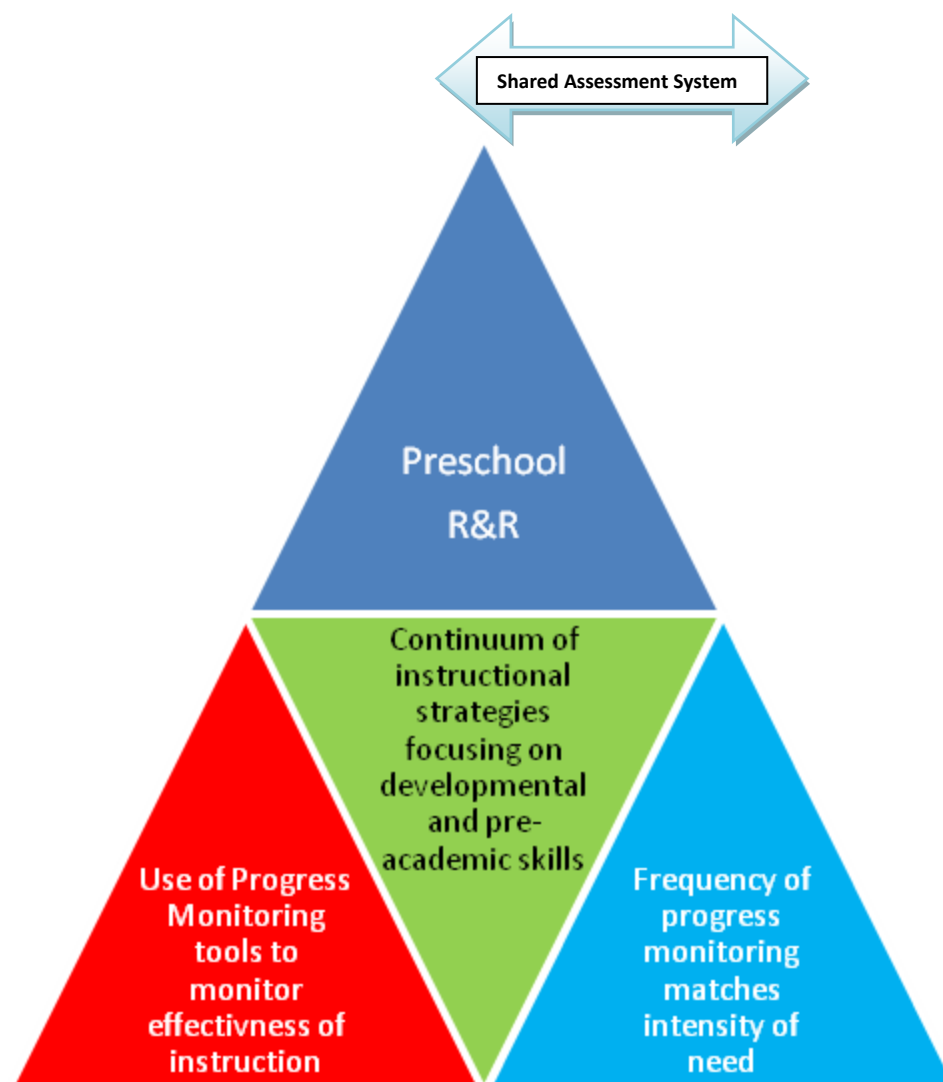 Shared Assessment System
Preschool
R&R
Continuum of
instructional
strategies
focusing on
developmental
and pre-
academic skills
Use of Progress
Monitoring
tools to
monitor
effectivness of
instruction
Frequency of
progress
monitoring
matches
intensity of
need